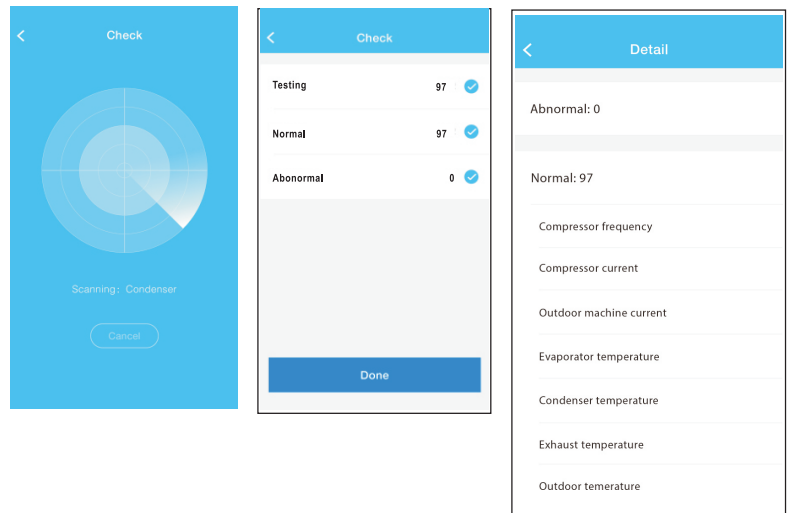 Check
Scanning: Condenser
Cancel
Check
Testing 97
Normal 97
Abonormal 0
Done
Detail
Abnormal: 0
Normal: 97
Compressor frequency
Compressor current
Outdoor machine current
Evaporator temperature
Condenser temperature
Exhaust temperature
Outdoor temerature